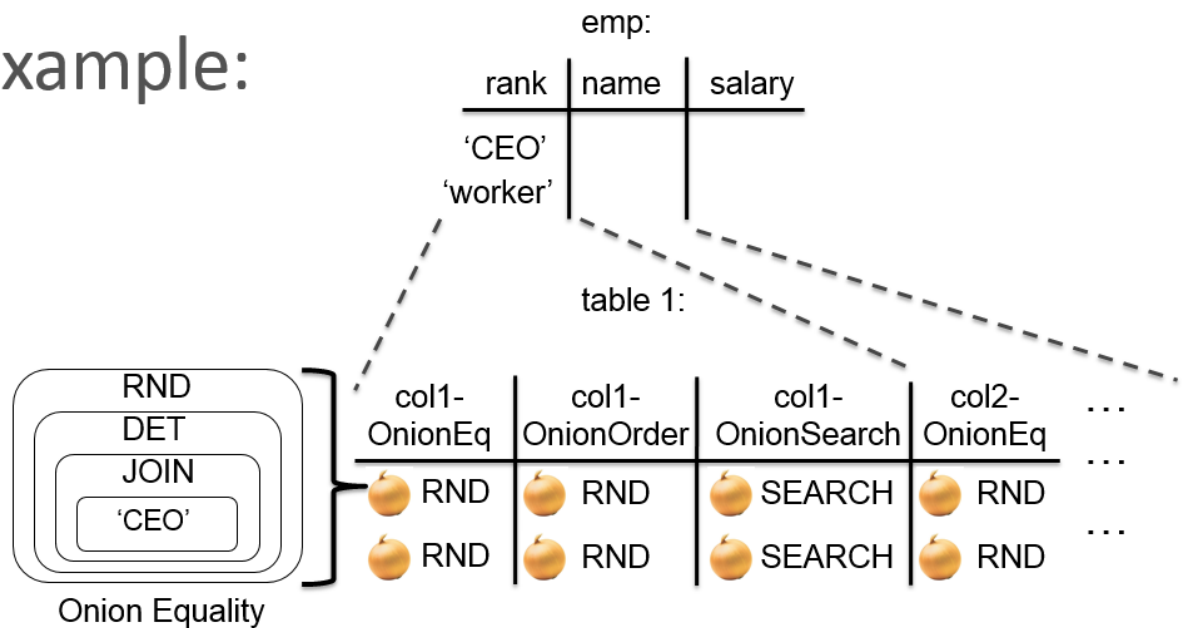 xample:
emp:
rank name salary
‘CEO’
‘worker’
table 1:
RND
DET
JOIN
‘CEO’
Onion Equality
col1- col1- col1- col2- ...
OnionEq OnionOrder OnionSearch OnionEq
...
RND RND SEARCH RND
...
RND RND SEARCH RND